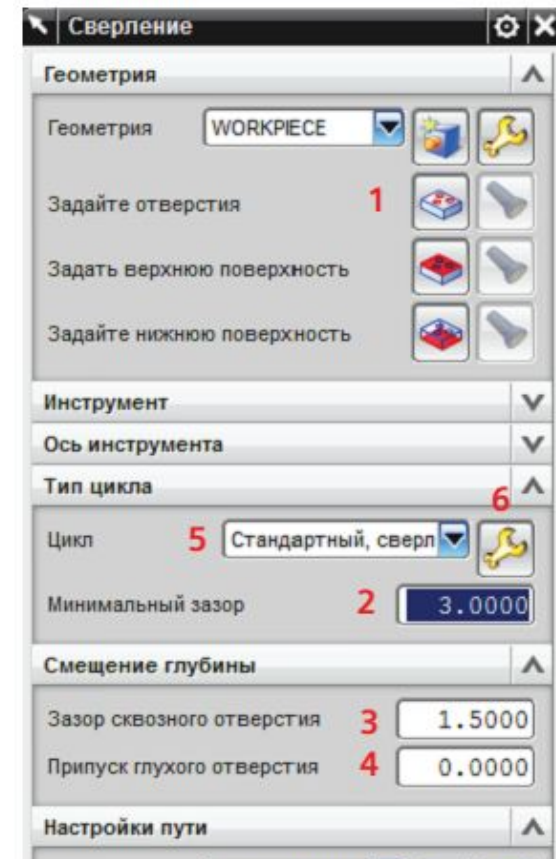 Сверление
Геометрия
Геометрия WORKPIECE
Задайте отверстия 1
Задать верхнюю поверхность
Задайте нижнюю поверхность
Инструмент
Ось инструмента
Тип цикла
6
Цикл 5 Стандартный, сверл
Минимальный зазор 2 3.0000
Смещение глубины
Зазор сквозного отверстия 3 1.5000
Припуск глухого отверстия 4 0.0000
Настройки пути